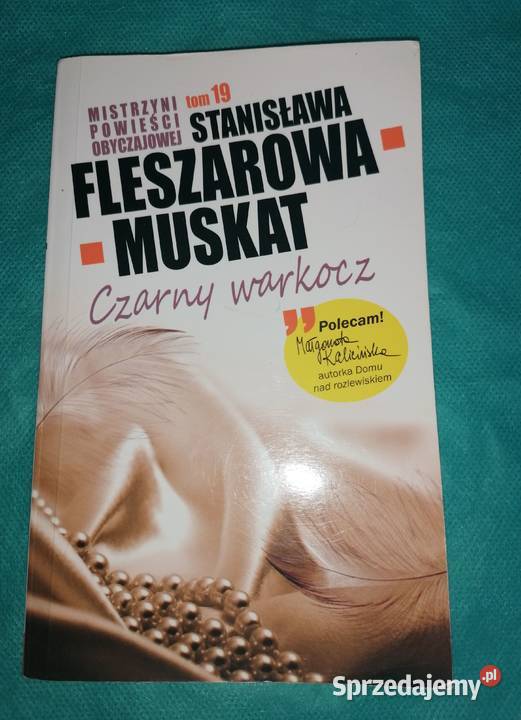 MISTRZYNI
POWIEŚCI
OBYCZAJOWEJ
tom 19
STANISŁAWA
FLESZAROWA
MUSKAT
Czarny warkocz
Polecam!
Małgorzata
Kalicińska
autorka Domu
nad rozlewiskiem
Sprzedajemy.pl